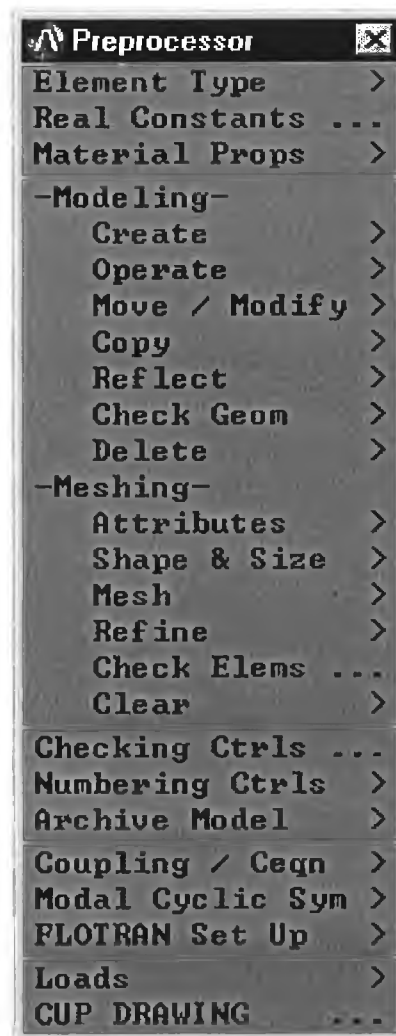 Preprocessor
Element Type >
Real Constants ...
Material Props >
-Modeling-
Create >
Operate >
Move / Modify >
Copy >
Reflect >
Check Geom >
Delete >
-Meshing-
Attributes >
Shape & Size >
Mesh >
Refine >
Check Elems ...
Clear >
Checking Ctrls ...
Numbering Ctrls >
Archive Model >
Coupling / Ceqn >
Modal Cyclic Sym >
FLOTRAN Set Up >
Loads >
CUP DRAWING ...